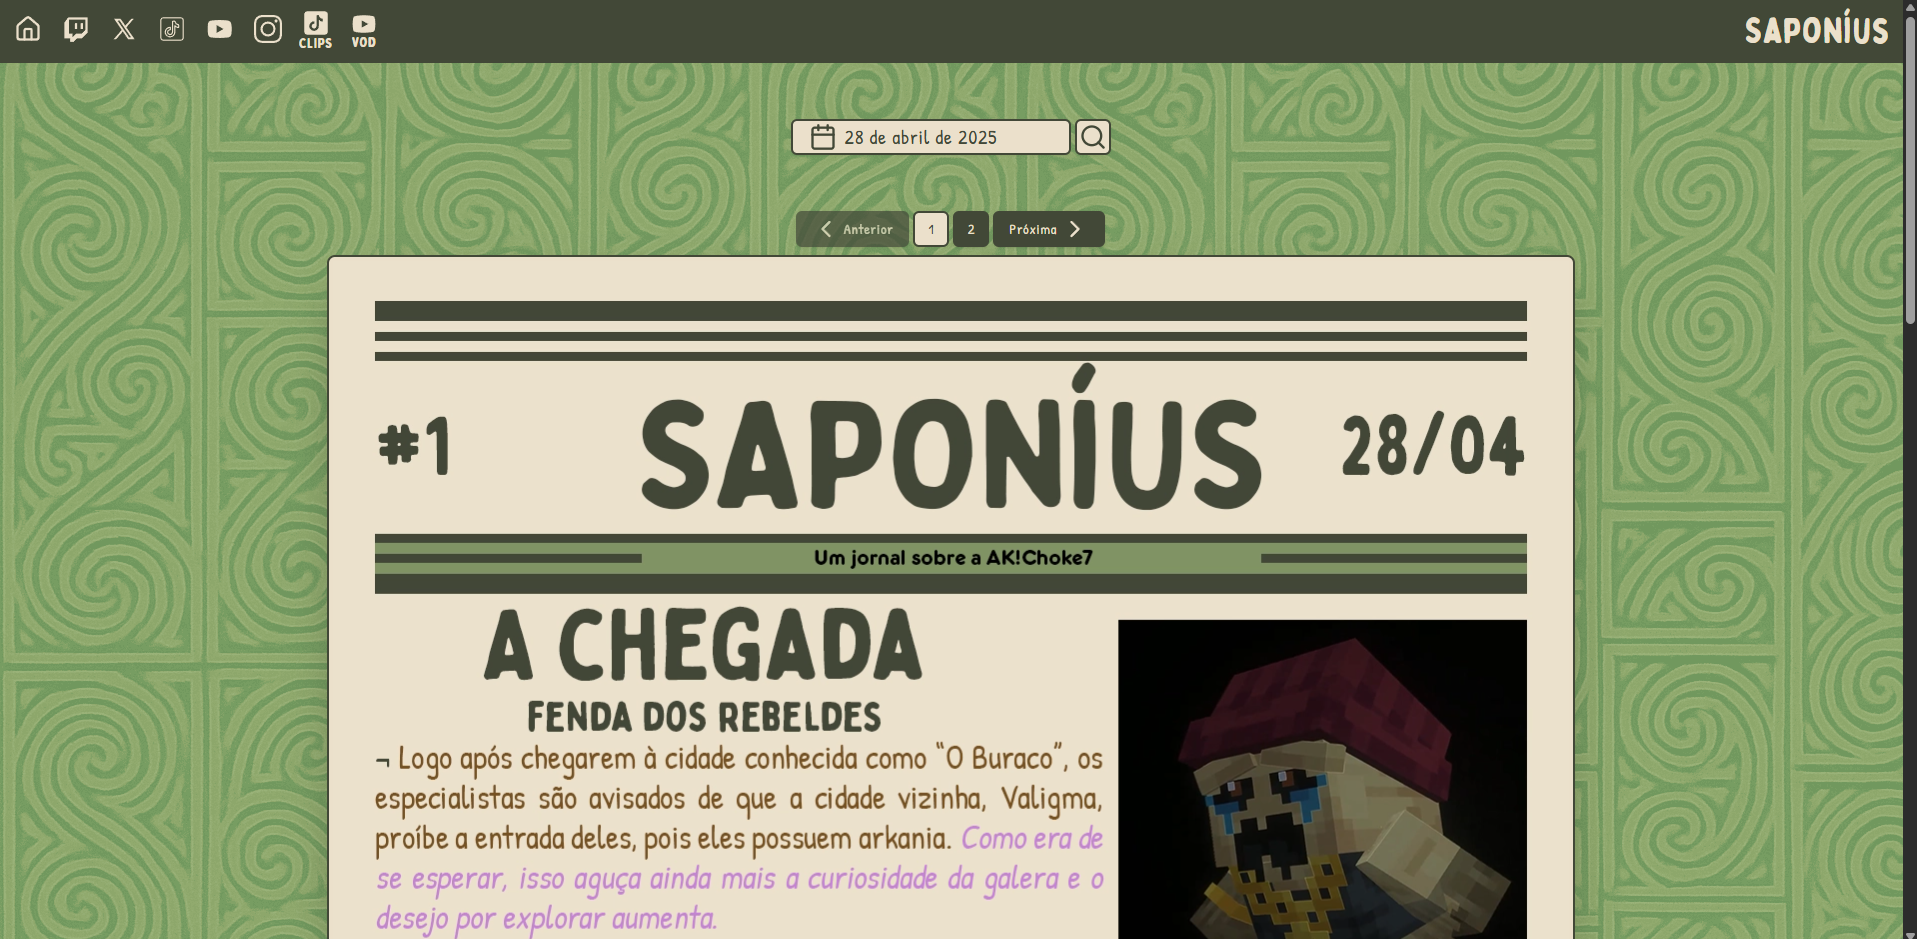 CLIPS
VOD
SAPONÍUS
28 de abril de 2025
Anterior
1
2
Próxima
#1
SAPONÍUS
28/04
Um jornal sobre a AK!Choke7
A CHEGADA
FENDA DOS REBELDES
¬ Logo após chegarem à cidade conhecida como “O Buraco”, os
especialistas são avisados de que a cidade vizinha, Valigma,
proíbe a entrada deles, pois eles possuem arkania. Como era de
se esperar, isso aguça ainda mais a curiosidade da galera e o
desejo por explorar aumenta.